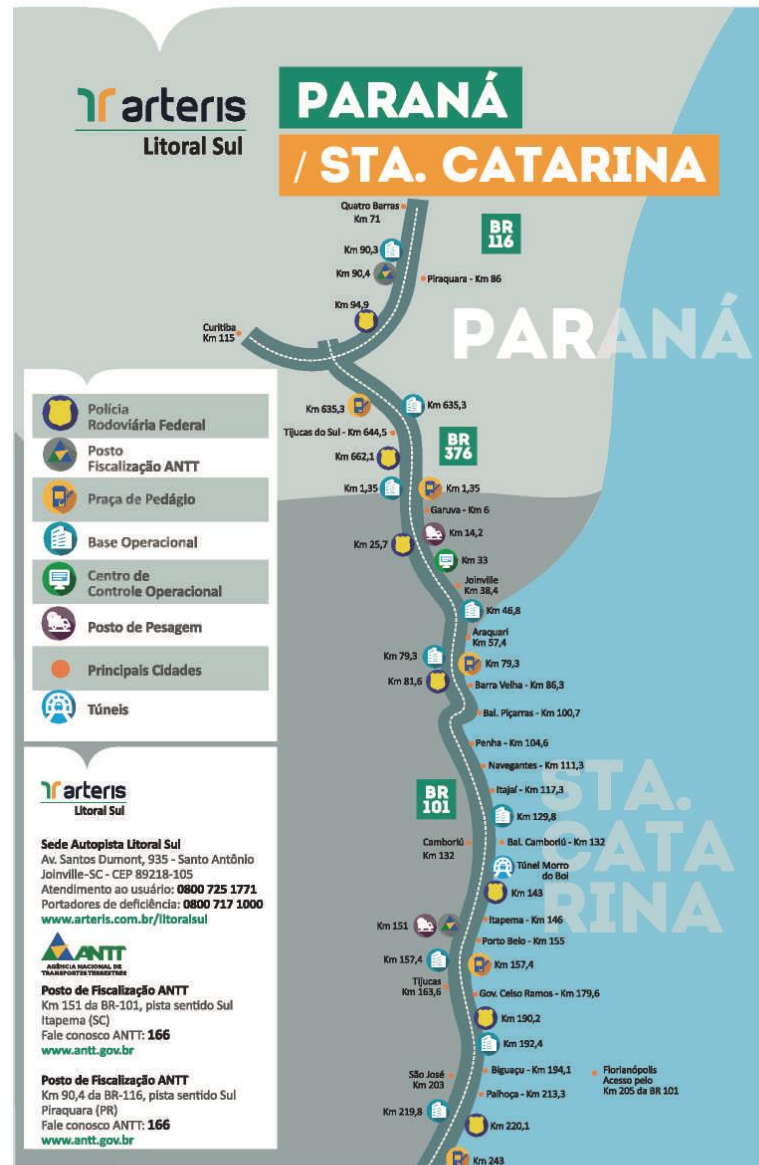 arteris
Litoral Sul
PARANÁ
/ STA. CATARINA
Quatro Barras
Km 71
BR
116
Km 90,3
Km 90,4
Piraquara - Km 86
Km 94,9
Curitiba
Km 115
PARANÁ
Km 635,3
Km 635,3
Tijucas do Sul - Km 644,5
BR
376
Km 662,1
Km 1,35
Km 1,35
Garuva - Km 6
Km 14,2
Km 25,7
Km 33
Joinville
Km 38,4
Km 46,8
Araquari
Km 57,4
Km 79,3
Km 79,3
Km 81,6
Barra Velha - Km 86,3
Bal. Piçarras - Km 100,7
Penha - Km 104,6
Navegantes - Km 111,3
BR
101
Itajaí - Km 117,3
STA.
CATA
RINA
Km 129,8
Camboriú
Km 132
Bal. Camboriú - Km 132
Túnel Morro
do Boi
Km 143
Km 151
Itapema - Km 146
Porto Belo - Km 155
Km 157,4
Km 157,4
Tijucas
Km 163,6
Gov. Celso Ramos - Km 179,6
Km 190,2
Km 192,4
São José
Km 203
Biguaçu - Km 194,1
Florianópolis
Acesso pelo
Km 205 da BR 101
Palhoça - Km 213,3
Km 219,8
Km 220,1
Km 243
Polícia
Rodoviária Federal
Posto
Fiscalização ANTT
Praça de Pedágio
Base Operacional
Centro de
Controle Operacional
Posto de Pesagem
Principais Cidades
Túneis
arteris
Litoral Sul
Sede Autopista Litoral Sul
Av. Santos Dumont, 935 - Santo Antônio
Joinville-SC - CEP 89218-105
Atendimento ao usuário: 0800 725 1771
Portadores de deficiência: 0800 717 1000
www.arteris.com.br/litoralsul
ANTT
AGÊNCIA NACIONAL DE
TRANSPORTES TERRESTRES
Posto de Fiscalização ANTT
Km 151 da BR-101, pista sentido Sul
Itapema (SC)
Fale conosco ANTT: 166
www.antt.gov.br
Posto de Fiscalização ANTT
Km 90,4 da BR-116, pista sentido Sul
Piraquara (PR)
Fale conosco ANTT: 166
www.antt.gov.br